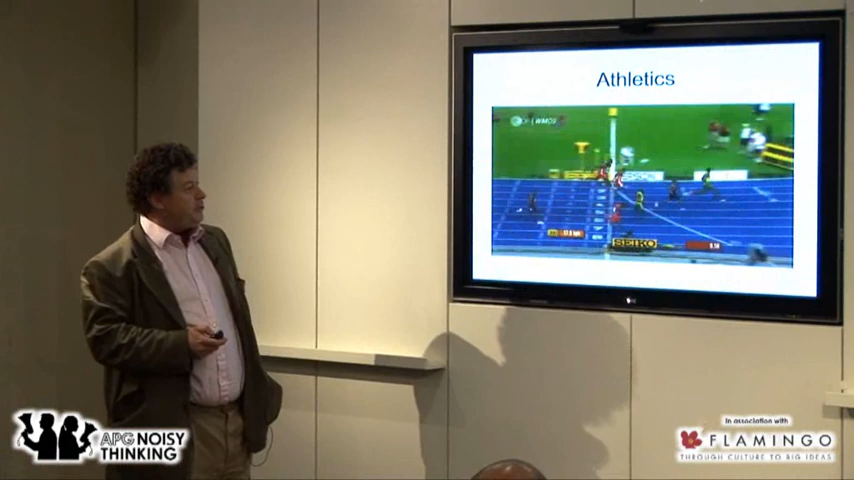 Athletics
SEIKO
APG NOISY
THINKING
In association with
FLAMINGO
THROUGH CULTURE TO BIG IDEAS